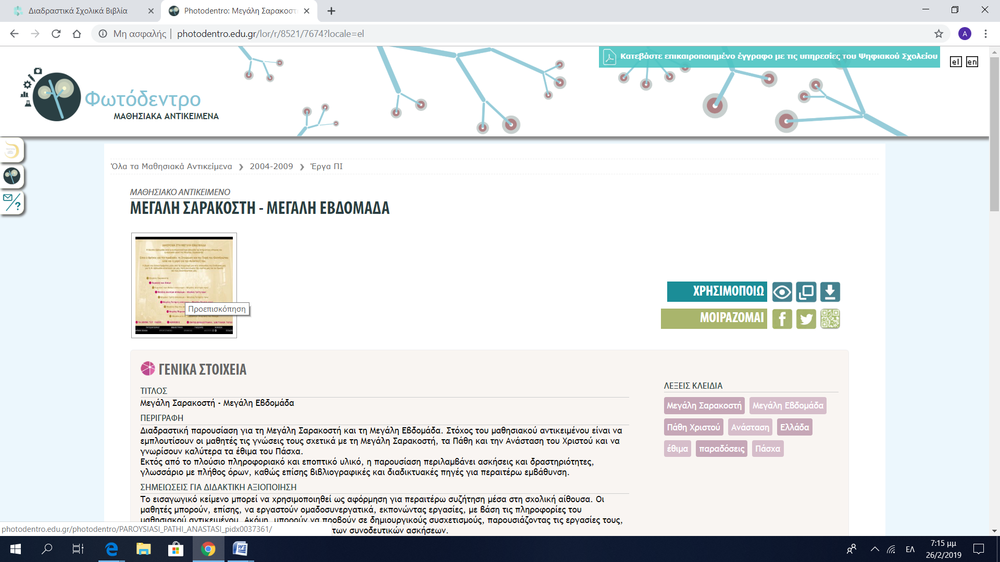 Διαδραστικά Σχολικά Βιβλία
Photodentro: Μεγάλη Σαρακοστ
Μη ασφαλής | photodentro.edu.gr/lor/r/8521/7674?locale=el
A
Κατεβάστε επικαιροποιημένο έγγραφο με τις υπηρεσίες του Ψηφιακού Σχολείου
el en
Φωτόδεντρο
ΜΑΘΗΣΙΑΚΑ ΑΝΤΙΚΕΙΜΕΝΑ
Όλα τα Μαθησιακά Αντικείμενα ❯ 2004-2009 ❯ Έργα ΠΙ
ΜΑΘΗΣΙΑΚΟ ΑΝΤΙΚΕΙΜΕΝΟ
ΜΕΓΑΛΗ ΣΑΡΑΚΟΣΤΗ - ΜΕΓΑΛΗ ΕΒΔΟΜΑΔΑ
ΑΦΙΕΡΩΜΑ ΣΤΗ ΜΕΓΑΛΗ ΕΒΔΟΜΑΔΑ
Προεπισκόπηση
ΧΡΗΣΙΜΟΠΟΙΩ
ΜΟΙΡΑΖΟΜΑΙ
ΓΕΝΙΚΑ ΣΤΟΙΧΕΙΑ
ΤΙΤΛΟΣ
Μεγάλη Σαρακοστή - Μεγάλη Εβδομάδα
ΠΕΡΙΓΡΑΦΗ
Διαδραστική παρουσίαση για τη Μεγάλη Σαρακοστή και τη Μεγάλη Εβδομάδα. Στόχος του μαθησιακού αντικειμένου είναι να
εμπλουτίσουν οι μαθητές τις γνώσεις τους σχετικά με τη Μεγάλη Σαρακοστή, τα Πάθη και την Ανάσταση του Χριστού και να
γνωρίσουν καλύτερα τα έθιμα του Πάσχα.
Εκτός από το πλούσιο πληροφοριακό και εποπτικό υλικό, η παρουσίαση περιλαμβάνει ασκήσεις και δραστηριότητες,
γλωσσάριο με πλήθος όρων, καθώς επίσης βιβλιογραφικές και διαδικτυακές πηγές για περαιτέρω εμβάθυνση.
ΣΗΜΕΙΩΣΕΙΣ ΓΙΑ ΔΙΔΑΚΤΙΚΗ ΑΞΙΟΠΟΙΗΣΗ
Το εισαγωγικό κείμενο μπορεί να χρησιμοποιηθεί ως αφόρμηση για περαιτέρω συζήτηση μέσα στη σχολική αίθουσα. Οι
μαθητές μπορούν, επίσης, να εργαστούν ομαδοσυνεργατικά, εκπονώντας εργασίες, με βάση τις πληροφορίες του
μαθησιακού αντικειμένου. Ακόμη, μπορούν να προβούν σε δημιουργικούς συσχετισμούς, παρουσιάζοντας τις εργασίες τους,
των συνοδευτικών ασκήσεων.
ΛΕΞΕΙΣ ΚΛΕΙΔΙΑ
Μεγάλη Σαρακοστή Μεγάλη Εβδομάδα
Πάθη Χριστού Ανάσταση Ελλάδα
έθιμα παραδόσεις Πάσχα
photodentro.edu.gr/photodentro/PAROYSIASI_PATHI_ANASTASI_pidx0037361/
ΕΛ
7:15 μμ
26/2/2019